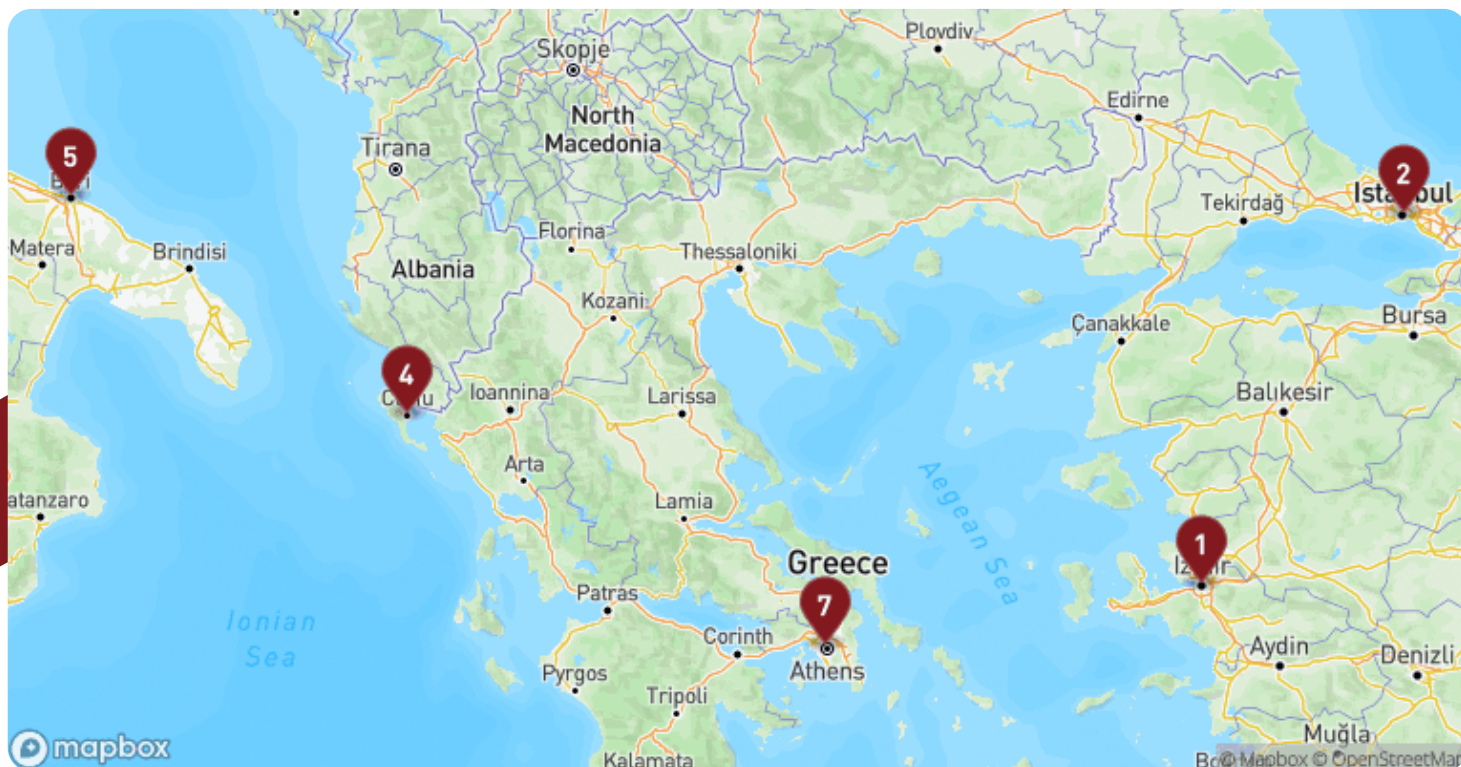 Plovdiv
Skopje
Edirne
North
Macedonia
5
Tirana
2
Istanbul
Tekirdağ
Matera
Brindisi
Florina
Thessaloniki
Albania
Kozani
Bursa
Çanakkale
4
Ioannina
Larissa
Balıkesir
Arta
Aegean Sea
atanzaro
Lamia
1
Izmir
Greece
7
Patras
Ionian
Sea
Corinth
Aydin
Denizli
Athens
Pyrgos
Tripoli
Muğla
mapbox
Kalamata
© Mapbox © OpenStreetMap